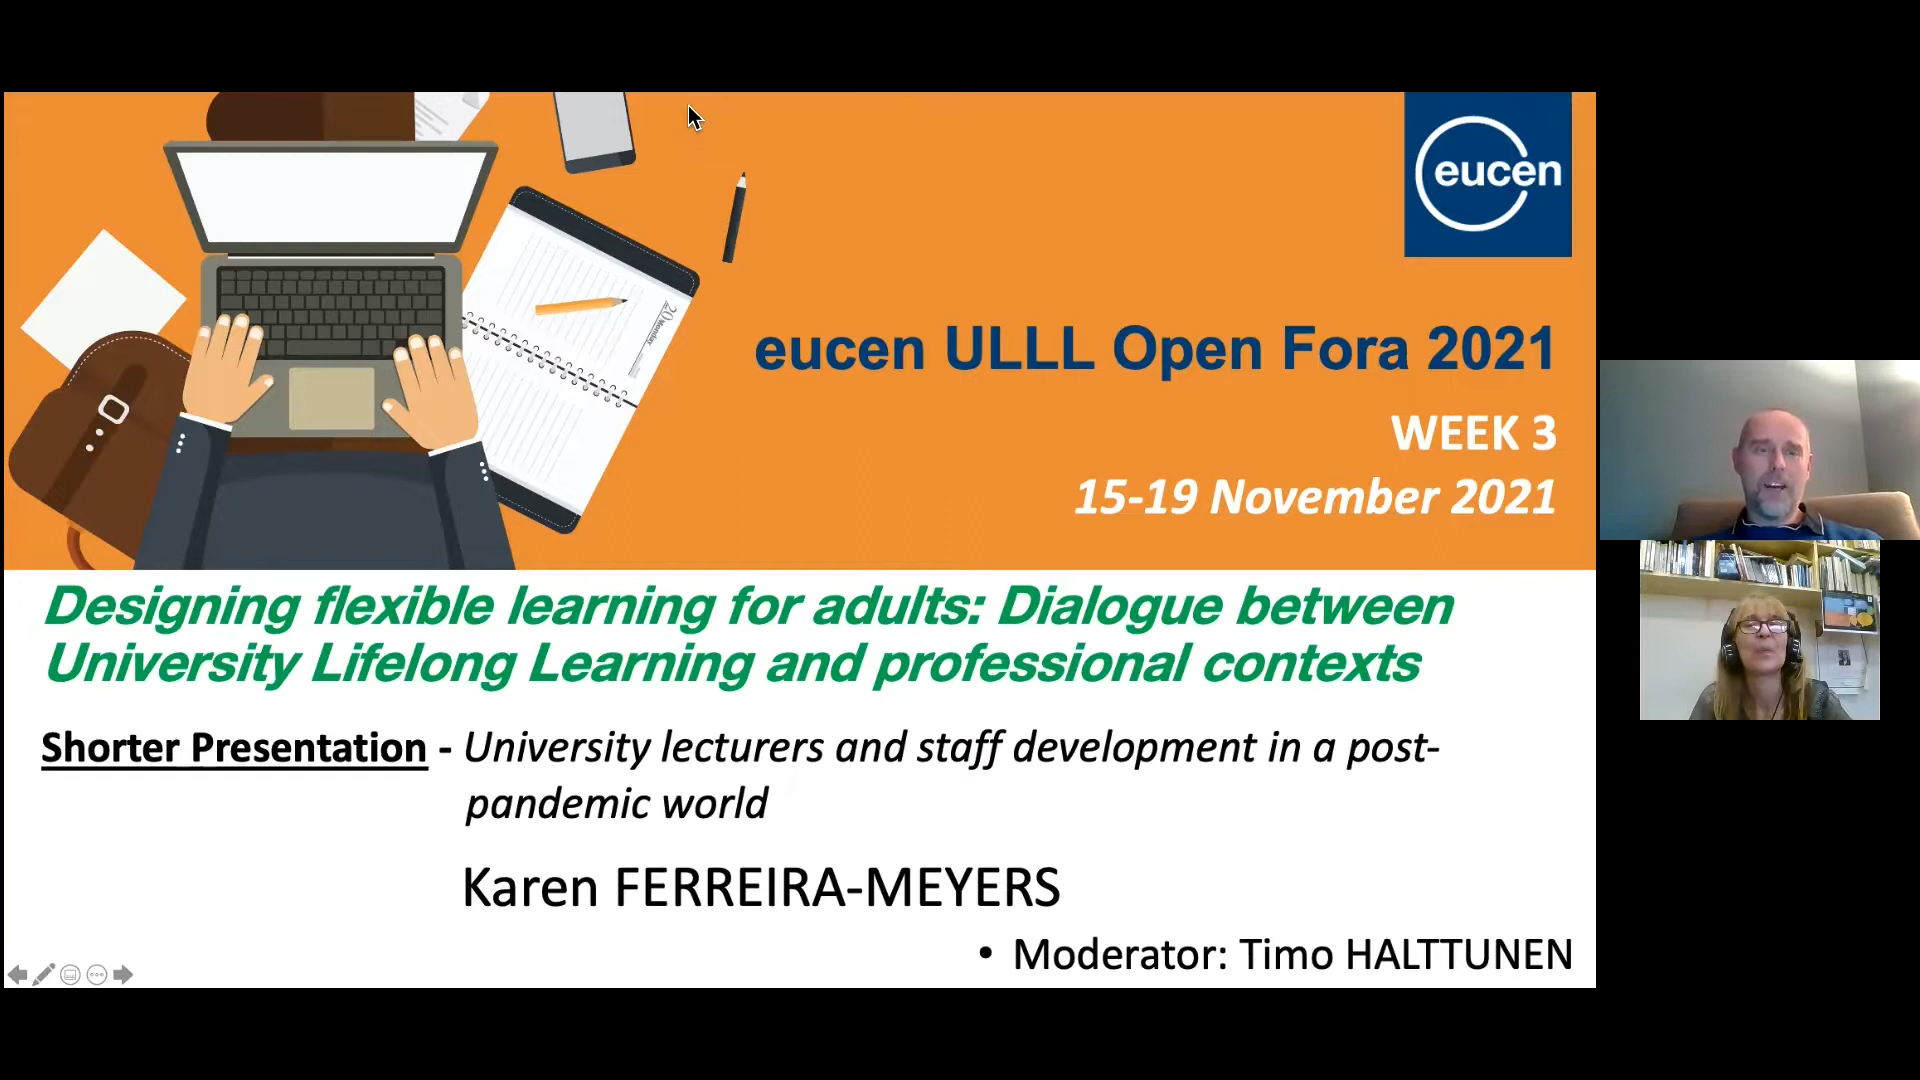 eucen
20 Monday
eucen ULLL Open Fora 2021
WEEK 3
15-19 November 2021
Designing flexible learning for adults: Dialogue between
University Lifelong Learning and professional contexts
Shorter Presentation - University lecturers and staff development in a post-
pandemic world
Karen FERREIRA-MEYERS
• Moderator: Timo HALTTUNEN